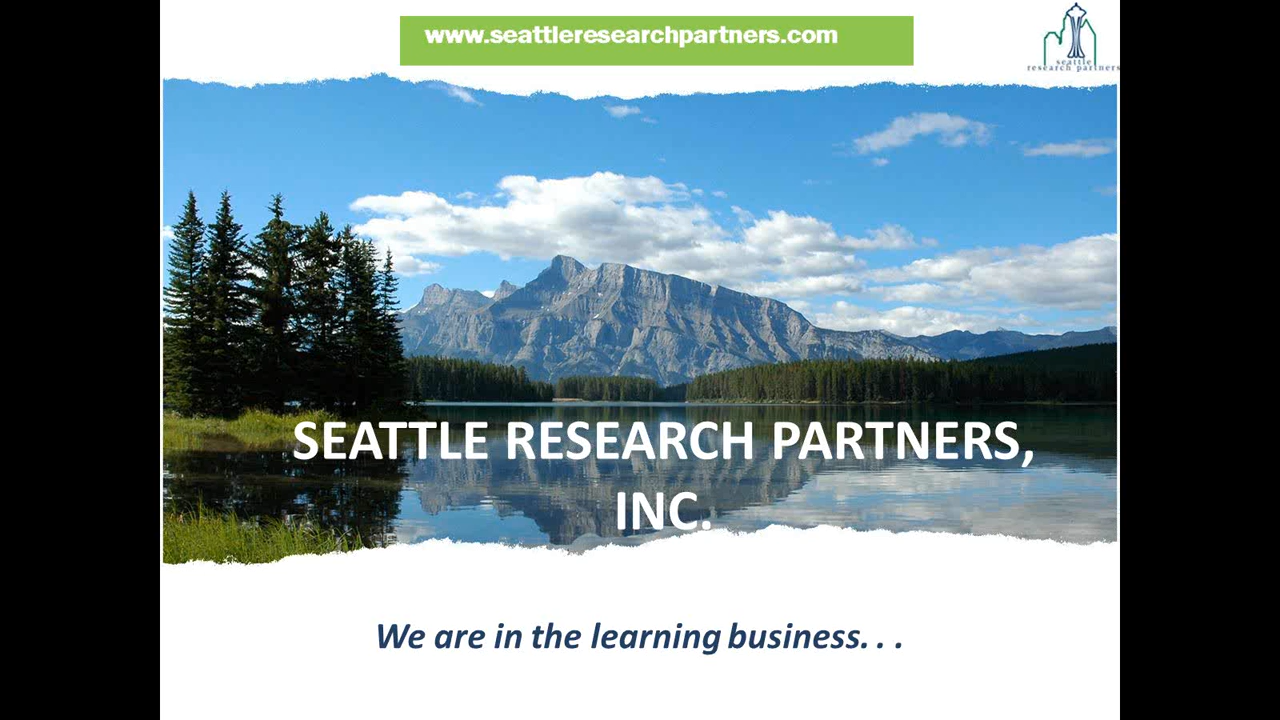 www.seattleresearchpartners.com
seattle
research partners
SEATTLE RESEARCH PARTNERS,
INC.
We are in the learning business. . .